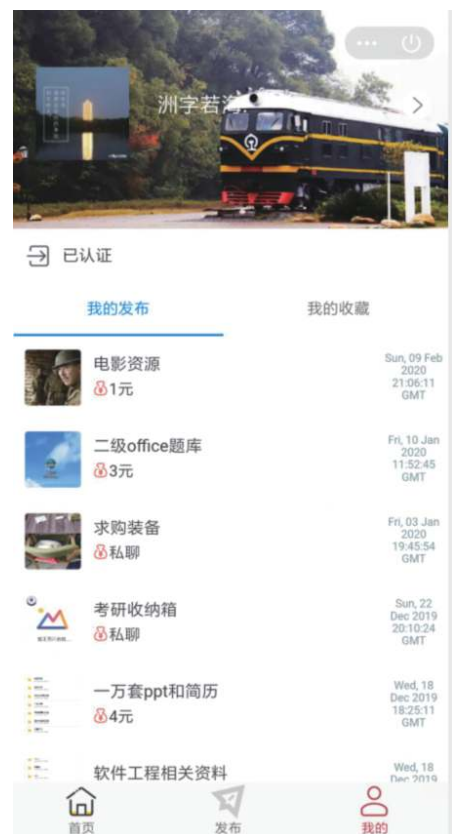 洲字若海
已认证
我的发布
我的收藏
电影资源
1元
Sun, 09 Feb
2020
21:06:11
GMT
二级office题库
3元
Fri, 10 Jan
2020
11:52:45
GMT
求购装备
私聊
Fri, 03 Jan
2020
19:45:54
GMT
考研收纳箱
私聊
Sun, 22
Dec 2019
20:10:24
GMT
一万套ppt和简历
4元
Wed, 18
Dec 2019
18:25:11
GMT
软件工程相关资料
Wed, 18
Dec 2019
首页
发布
我的